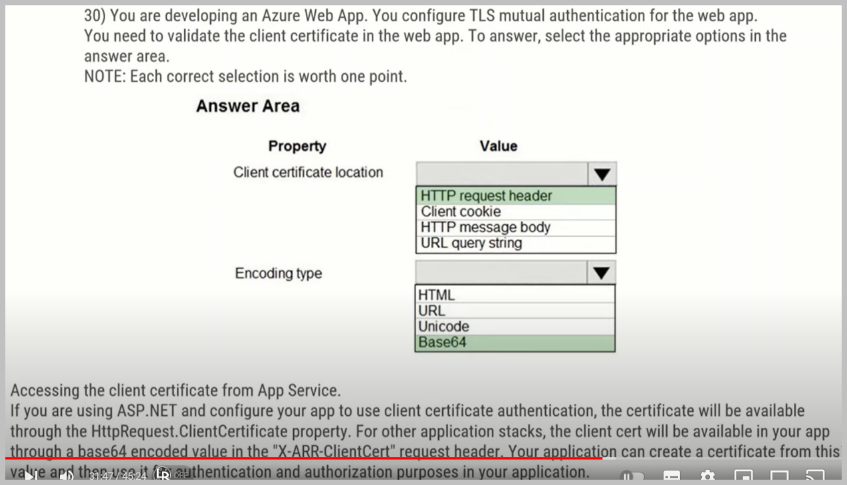 30) You are developing an Azure Web App. You configure TLS mutual authentication for the web app.
You need to validate the client certificate in the web app. To answer, select the appropriate options in the
answer area.
NOTE: Each correct selection is worth one point.
Answer Area
Property Value
Client certificate location
HTTP request header
Client cookie
HTTP message body
URL query string
Encoding type
HTML
URL
Unicode
Base64
Accessing the client certificate from App Service.
If you are using ASP.NET and configure your app to use client certificate authentication, the certificate will be available
through the HttpRequest.ClientCertificate property. For other application stacks, the client cert will be available in your app
through a base64 encoded value in the "X-ARR-ClientCert" request header. Your application can create a certificate from this
value and then use it for authentication and authorization purposes in your application.